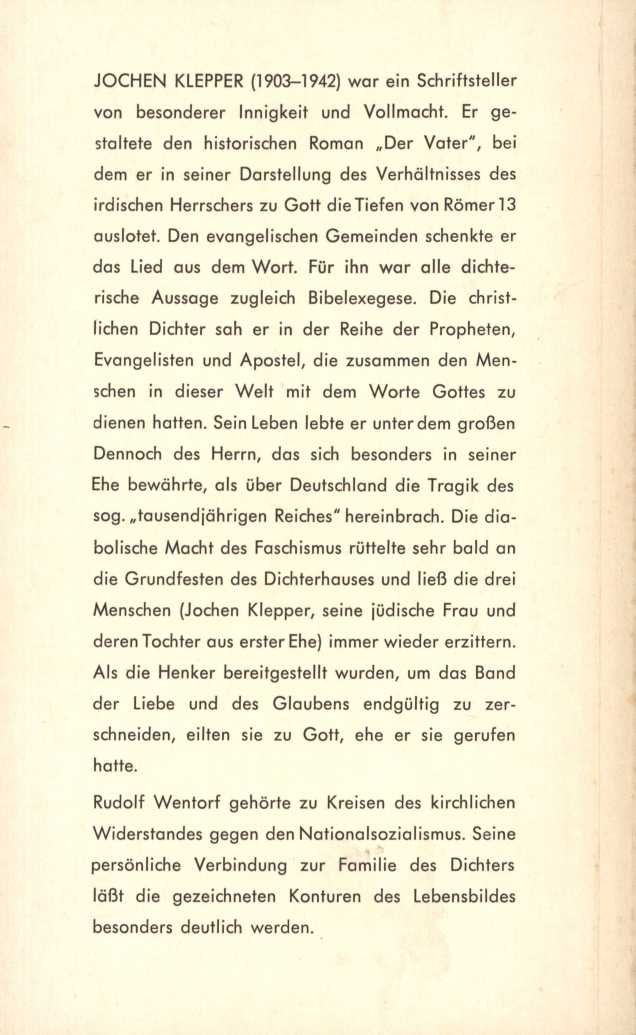 JOCHEN KLEPPER (1903–1942) war ein Schriftsteller
von besonderer Innigkeit und Vollmacht. Er ge-
staltete den historischen Roman „Der Vater", bei
dem er in seiner Darstellung des Verhältnisses des
irdischen Herrschers zu Gott die Tiefen von Römer 13
auslotet. Den evangelischen Gemeinden schenkte er
das Lied aus dem Wort. Für ihn war alle dichte-
rische Aussage zugleich Bibelexegese. Die christ-
lichen Dichter sah er in der Reihe der Propheten,
Evangelisten und Apostel, die zusammen den Men-
schen in dieser Welt mit dem Worte Gottes zu
dienen hatten. Sein Leben lebte er unter dem großen
Dennoch des Herrn, das sich besonders in seiner
Ehe bewährte, als über Deutschland die Tragik des
sog. „tausendjährigen Reiches" hereinbrach. Die dia-
bolische Macht des Faschismus rüttelte sehr bald an
die Grundfesten des Dichterhauses und ließ die drei
Menschen (Jochen Klepper, seine jüdische Frau und
deren Tochter aus erster Ehe) immer wieder erzittern.
Als die Henker bereitgestellt wurden, um das Band
der Liebe und des Glaubens endgültig zu zer-
schneiden, eilten sie zu Gott, ehe er sie gerufen
hatte.
Rudolf Wentorf gehörte zu Kreisen des kirchlichen
Widerstandes gegen den Nationalsozialismus. Seine
persönliche Verbindung zur Familie des Dichters
läßt die gezeichneten Konturen des Lebensbildes
besonders deutlich werden.